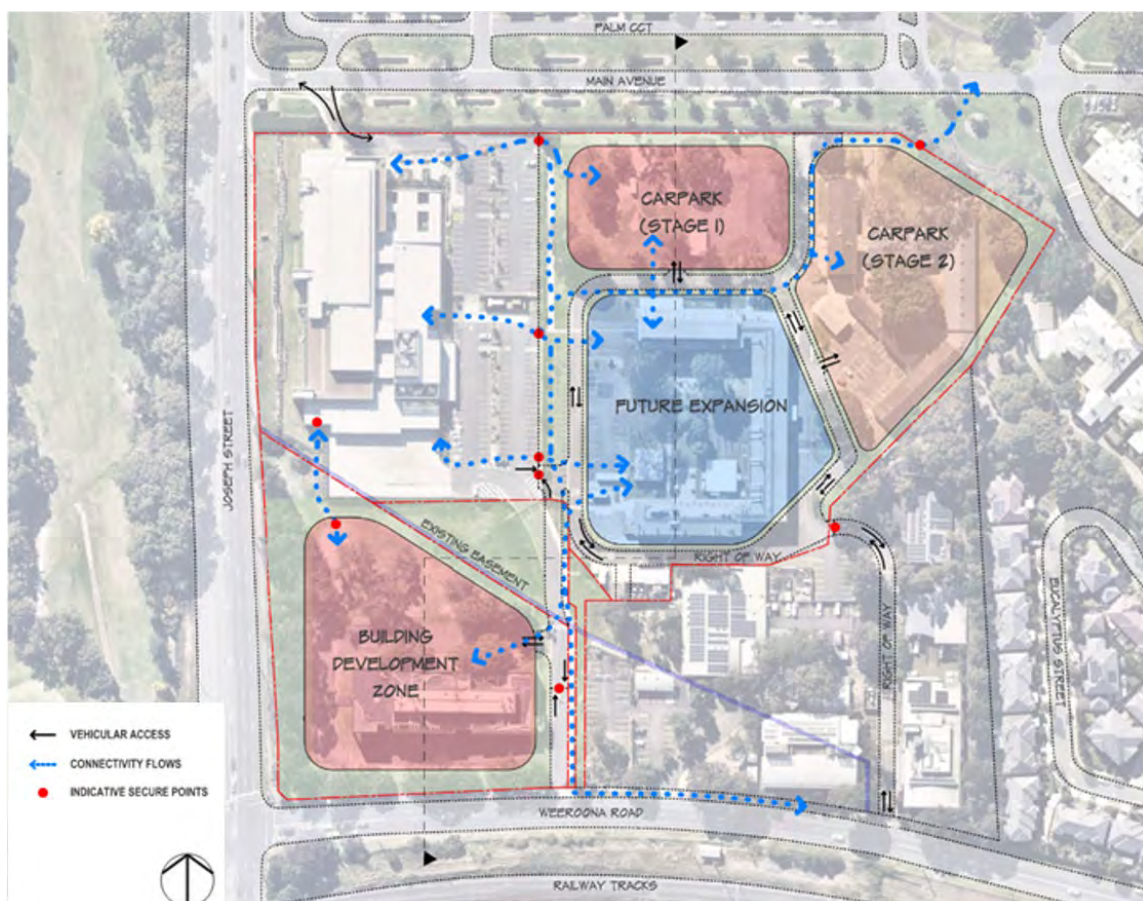 PALM CCT
MAIN AVENUE
CARPARK
(STAGE 1)
CARPARK
(STAGE 2)
FUTURE EXPANSION
JOSEPH STREET
EXISTING EASEMENT
RIGHT OF WAY
BUILDING
DEVELOPMENT
ZONE
RIGHT OF WAY
EUCALYPTUS STREET
VEHICULAR ACCESS
CONNECTIVITY FLOWS
INDICATIVE SECURE POINTS
WEEROONA ROAD
RAILWAY TRACKS